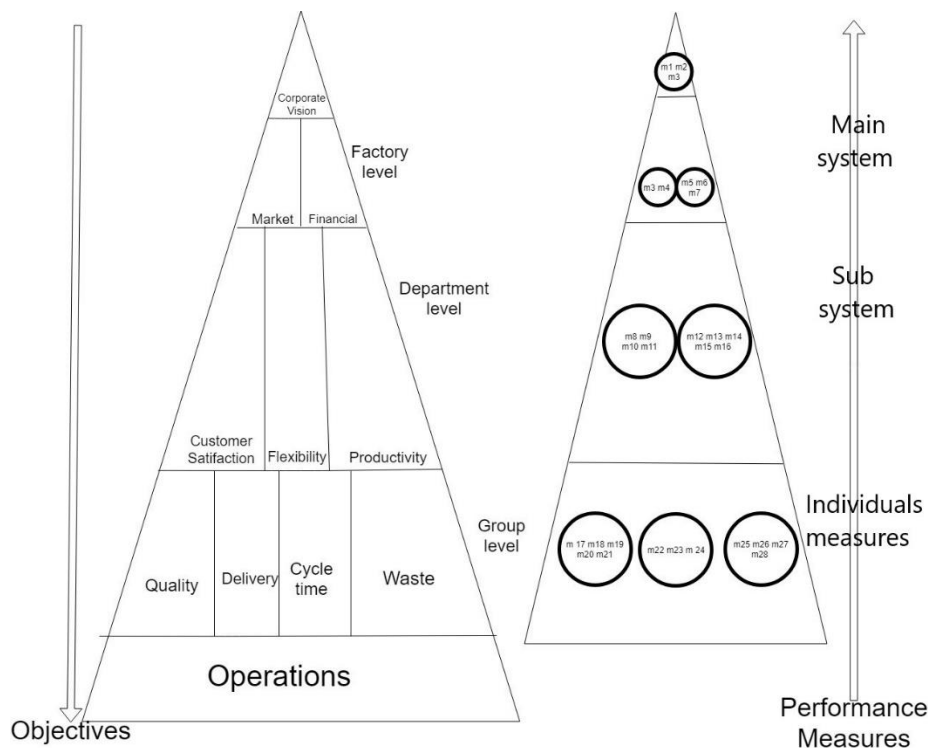 Corporate
Vision
Factory
level
Market
Financial
Department
level
Customer
Satifaction
Flexibility
Productivity
Group
level
Quality
Delivery
Cycle
time
Waste
Operations
Objectives
m1 m2
m3
m3 m4
m5 m6
m7
m8 m9
m10 m11
m12 m13 m14
m15 m16
m 17 m18 m19
m20 m21
m22 m23 m 24
m25 m26 m27
m28
Main
system
Sub
system
Individuals
measures
Performance
Measures